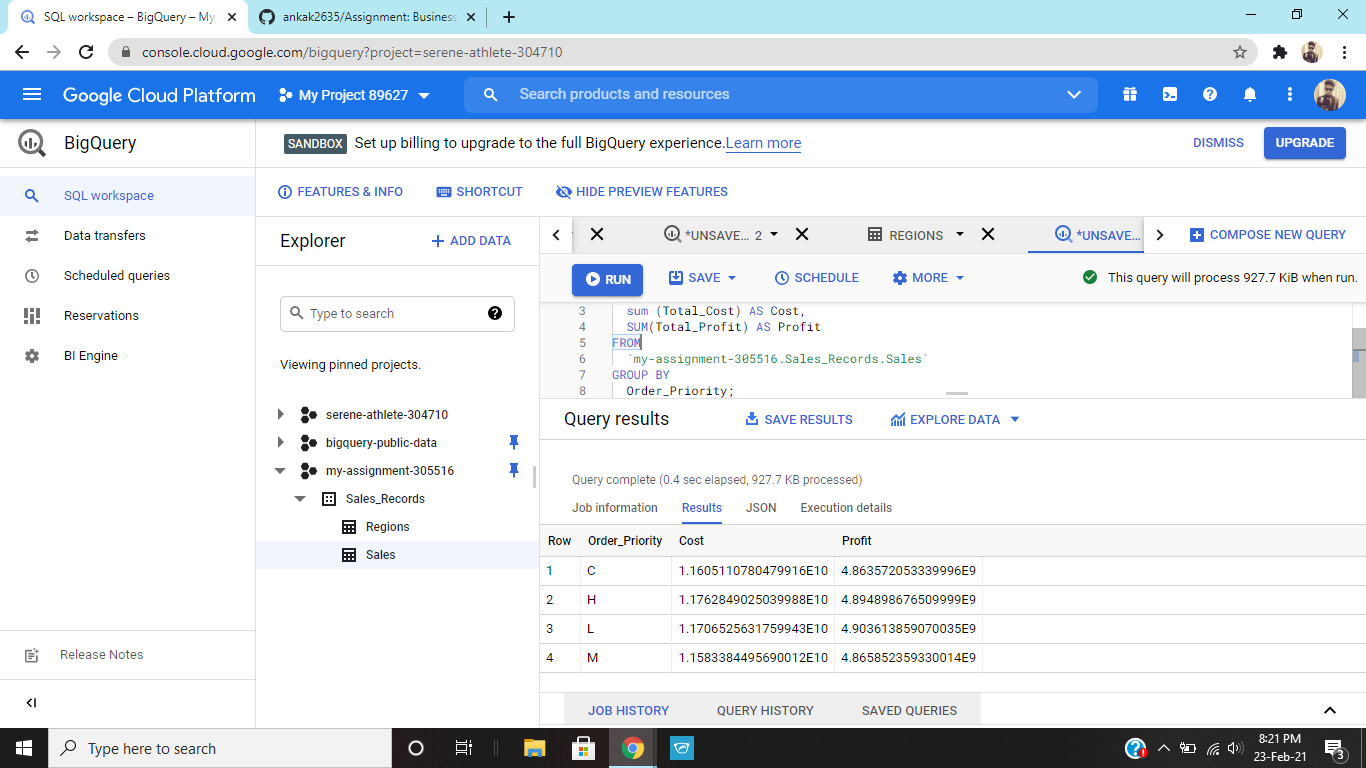 SQL workspace – BigQuery – My
ankak2635/Assignment: Business
console.cloud.google.com/bigquery?project=serene-athlete-304710
Google Cloud Platform
My Project 89627
Search products and resources
BigQuery
SANDBOX Set up billing to upgrade to the full BigQuery experience. Learn more
DISMISS
UPGRADE
SQL workspace
Data transfers
Scheduled queries
Reservations
BI Engine
Release Notes
FEATURES & INFO
SHORTCUT
HIDE PREVIEW FEATURES
Explorer
ADD DATA
Type to search
Viewing pinned projects.
serene-athlete-304710
bigquery-public-data
my-assignment-305516
Sales_Records
Regions
Sales
*UNSAVE... 2
REGIONS
*UNSAVE...
COMPOSE NEW QUERY
RUN
SAVE
SCHEDULE
MORE
This query will process 927.7 KiB when run.
3 sum (Total_Cost) AS Cost,
4 SUM(Total_Profit) AS Profit
5 FROM
6 `my-assignment-305516.Sales_Records.Sales`
7 GROUP BY
8 Order_Priority;
Query results
SAVE RESULTS
EXPLORE DATA
Query complete (0.4 sec elapsed, 927.7 KB processed)
Job information Results JSON Execution details
Row Order_Priority Cost Profit
1 C 1.1605110780479916E10 4.863572053339996E9
2 H 1.1762849025039988E10 4.894898676509999E9
3 L 1.1706525631759943E10 4.903613859070035E9
4 M 1.1583384495690012E10 4.865852359330014E9
JOB HISTORY QUERY HISTORY SAVED QUERIES
Type here to search
8:21 PM
23-Feb-21
3